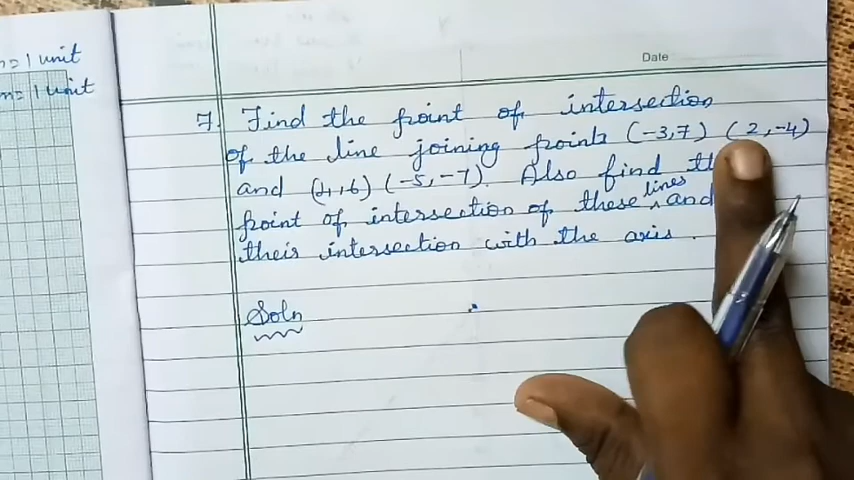 = 1 unit
= 1 unit
Date
7. Find the point of intersection
of the line joining points (-3,7) (2,-4)
and (4,6) (-5,-7). Also find
point of intersection of these lines and
their intersection with the axis.
Soln